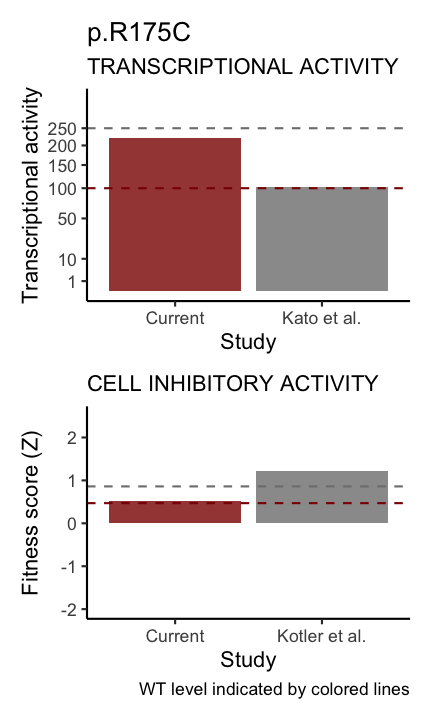 p.R175C
TRANSCRIPTIONAL ACTIVITY
Transcriptional activity
250
200
150
100
50
10
1
Current
Kato et al.
Study
CELL INHIBITORY ACTIVITY
Fitness score (Z)
2
1
0
-1
-2
Current
Kotler et al.
Study
WT level indicated by colored lines